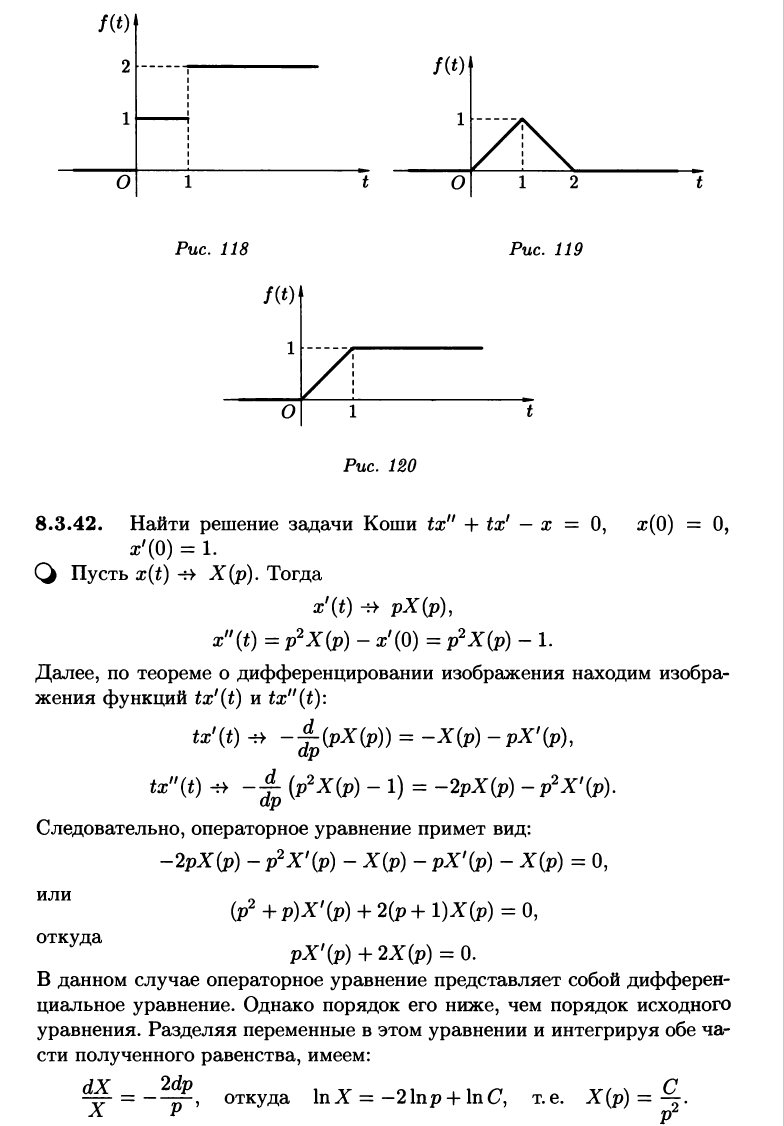 f(t)
2
1
O 1 t
Рис. 118
f(t)
1
O 1 2 t
Рис. 119
f(t)
1
O 1 t
Рис. 120
8.3.42. Найти решение задачи Коши tx″ + tx′ − x = 0, x(0) = 0,
x′(0) = 1.
Пусть x(t) ⇸ X(p). Тогда
x′(t) ⇸ pX(p),
x″(t) = p²X(p) − x′(0) = p²X(p) − 1.
Далее, по теореме о дифференцировании изображения находим изобра-
жения функций tx′(t) и tx″(t):
tx′(t) ⇸ −d/dp(pX(p)) = −X(p) − pX′(p),
tx″(t) ⇸ −d/dp (p²X(p) − 1) = −2pX(p) − p²X′(p).
Следовательно, операторное уравнение примет вид:
−2pX(p) − p²X′(p) − X(p) − pX′(p) − X(p) = 0,
или
(p² + p)X′(p) + 2(p + 1)X(p) = 0,
откуда
pX′(p) + 2X(p) = 0.
В данном случае операторное уравнение представляет собой дифферен-
циальное уравнение. Однако порядок его ниже, чем порядок исходного
уравнения. Разделяя переменные в этом уравнении и интегрируя обе ча-
сти полученного равенства, имеем:
dX/X = −2dp/p, откуда ln X = −2 ln p + ln C, т. е. X(p) = C/p².